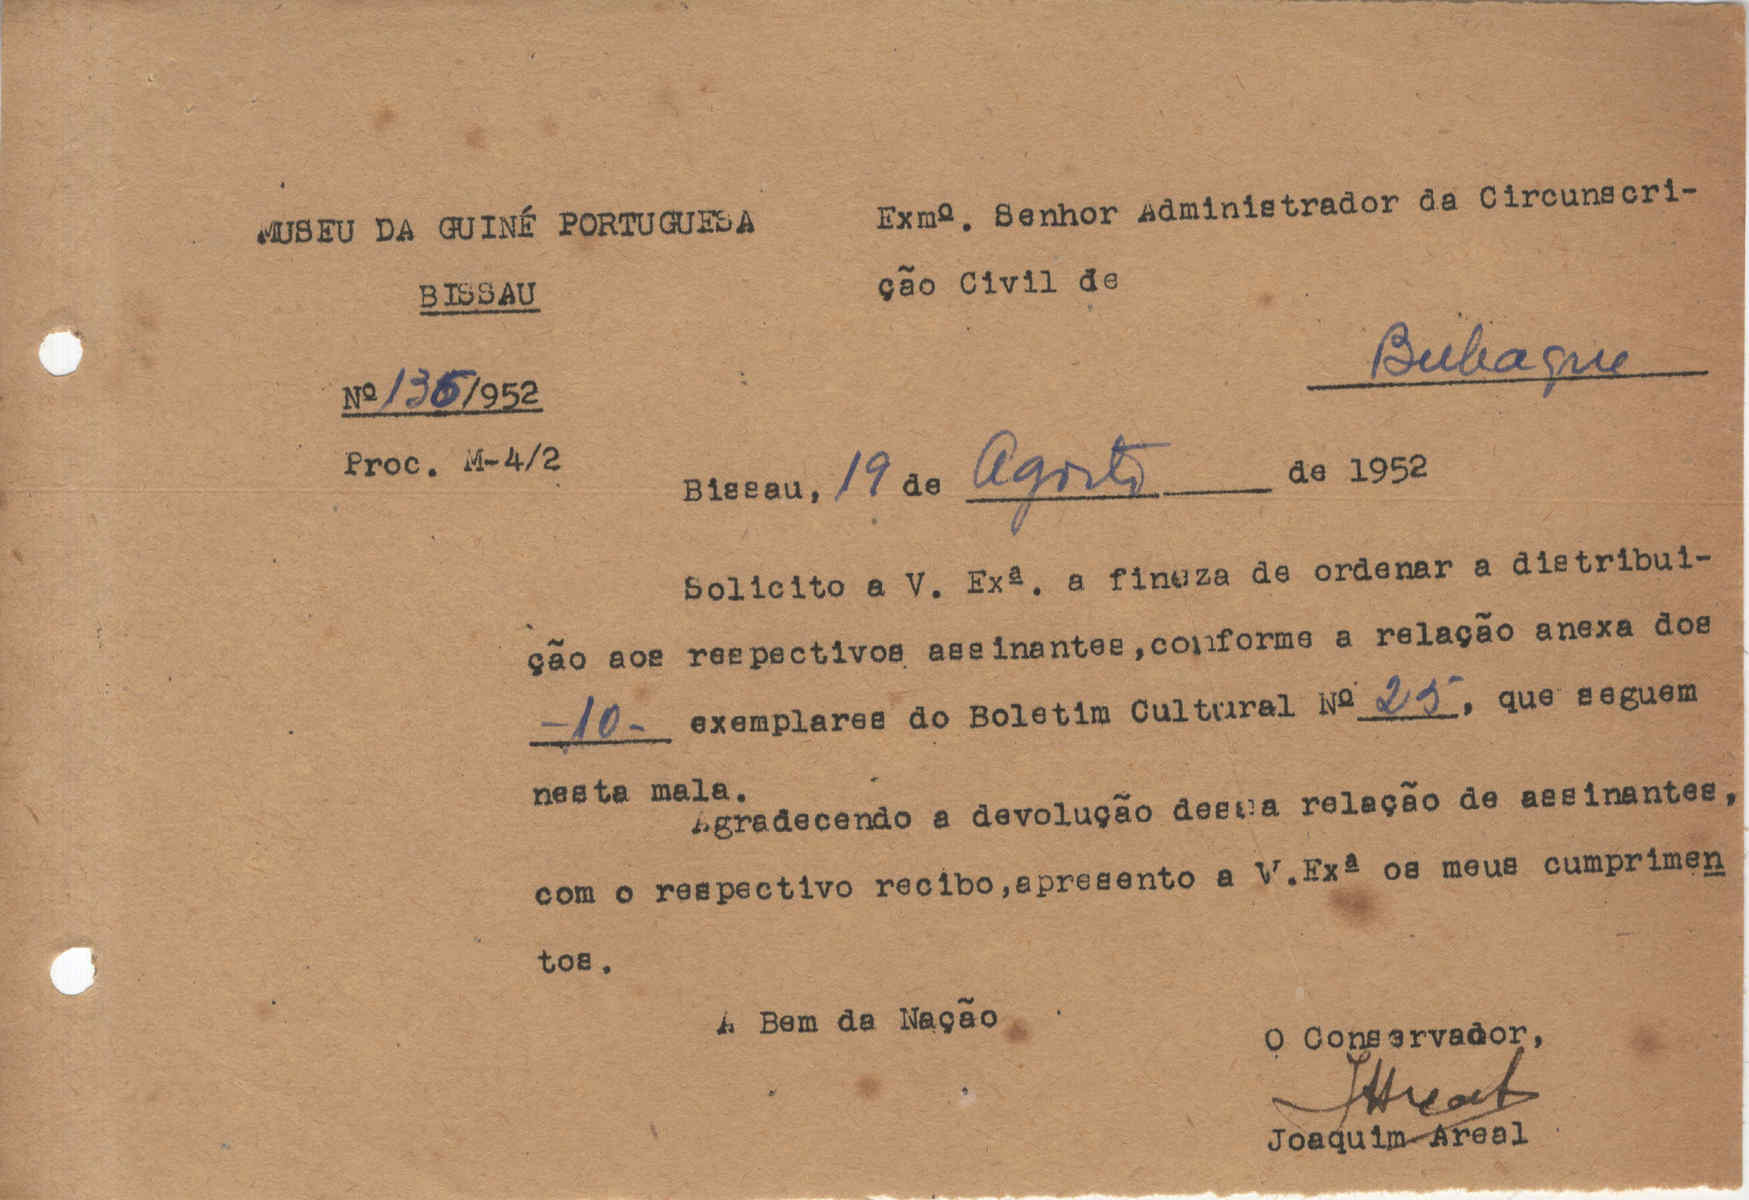 MUSEU DA GUINÉ PORTUGUESA
BISSAU
Nº 135/952
Proc. M-4/2
Exmº. Senhor Administrador da Circunscri-
ção Civil de
Bubaque
Bissau, 19 de Agosto de 1952
Solicito a V. Exª. a fineza de ordenar a distribui-
ção aos respectivos assinantes,conforme a relação anexa dos
-10- exemplares do Boletim Cultural Nº 25, que seguem
nesta mala.
Agradecendo a devolução dessa relação de assinantes,
com o respectivo recibo,apresento a V.Exª os meus cumprimen
tos.
A Bem da Nação
O Conservador,
JAreal
Joaquim Areal